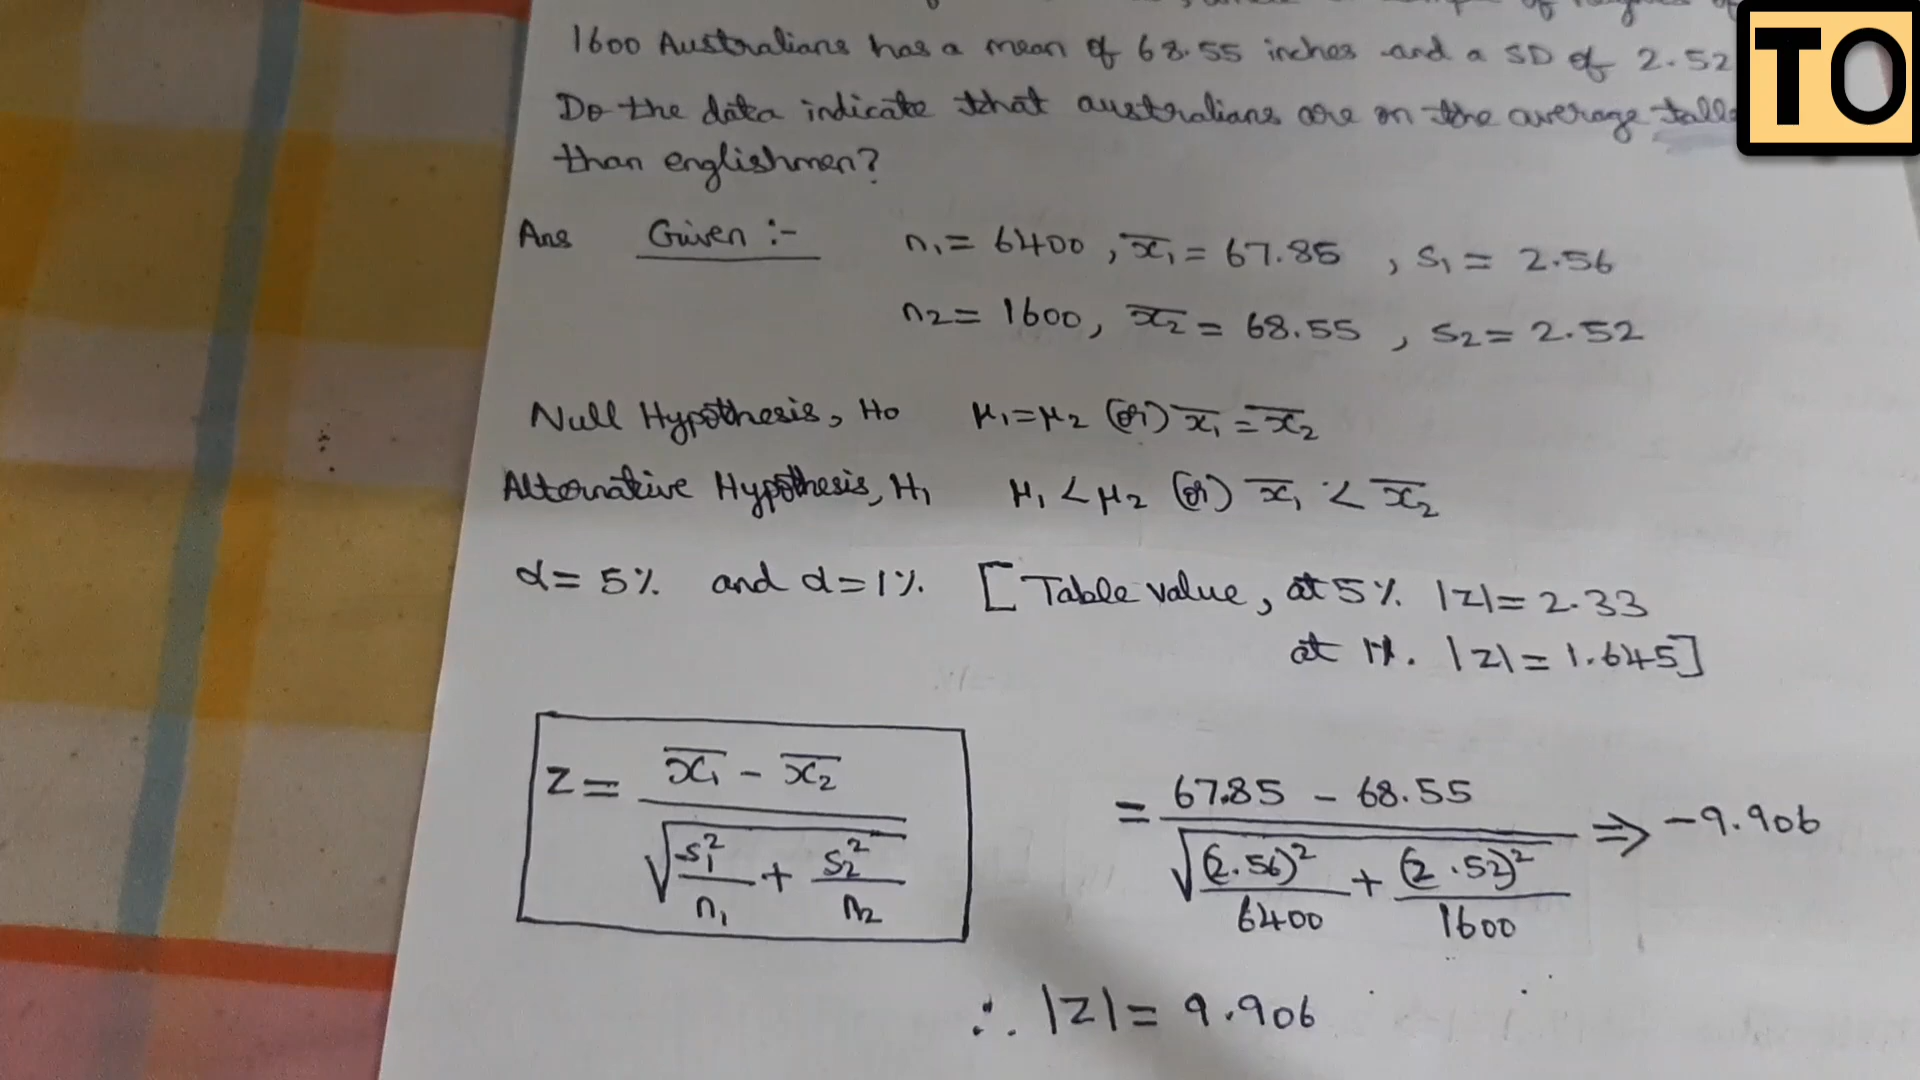 1600 Australians has a mean of 68.55 inches and a SD of 2.52
TO
Do the data indicate that australians are on the average
than englishmen?
Ans Given :- n₁ = 6400 , x̄₁ = 67.85 , S₁ = 2.56
n₂ = 1600, x̄₂ = 68.55 , S₂ = 2.52
Null Hypothesis, H₀ μ₁ = μ₂ (or) x̄₁ = x̄₂
Alternative Hypothesis, H₁ μ₁ < μ₂ (or) x̄₁ < x̄₂
α = 5% and α = 1%. [ Table value, at 5% |z| = 2.33
at 1%. |z| = 1.645]
z = (x̄₁ - x̄₂) / √(s₁²/n₁ + s₂²/n₂) = (67.85 - 68.55) / √((2.56)²/6400 + (2.52)²/1600) ⇒ -9.906
∴ |z| = 9.906